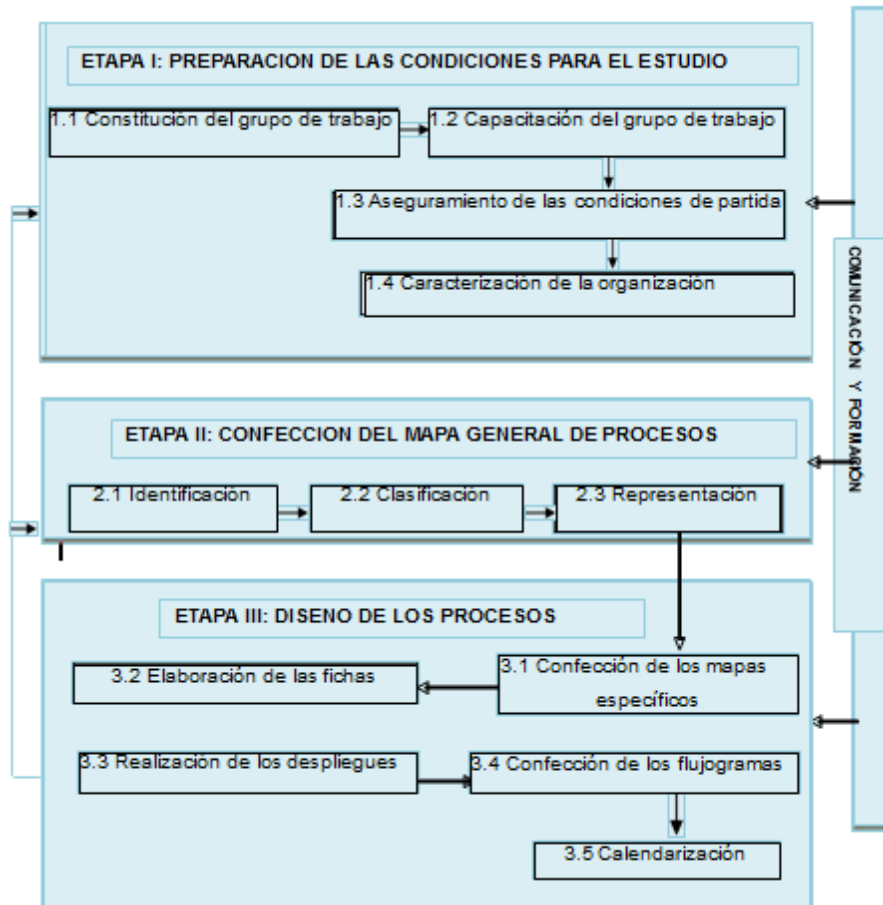 ETAPA I: PREPARACION DE LAS CONDICIONES PARA EL ESTUDIO
1.1 Constitución del grupo de trabajo
1.2 Capacitación del grupo de trabajo
1.3 Aseguramiento de las condiciones de partida
1.4 Caracterización de la organización
ETAPA II: CONFECCION DEL MAPA GENERAL DE PROCESOS
2.1 Identificación
2.2 Clasificación
2.3 Representación
ETAPA III: DISENO DE LOS PROCESOS
3.1 Confección de los mapas
específicos
3.2 Elaboración de las fichas
3.3 Realización de los despliegues
3.4 Confección de los flujogramas
3.5 Calendarización
COMUNICACIÓN Y FORMACIÓN